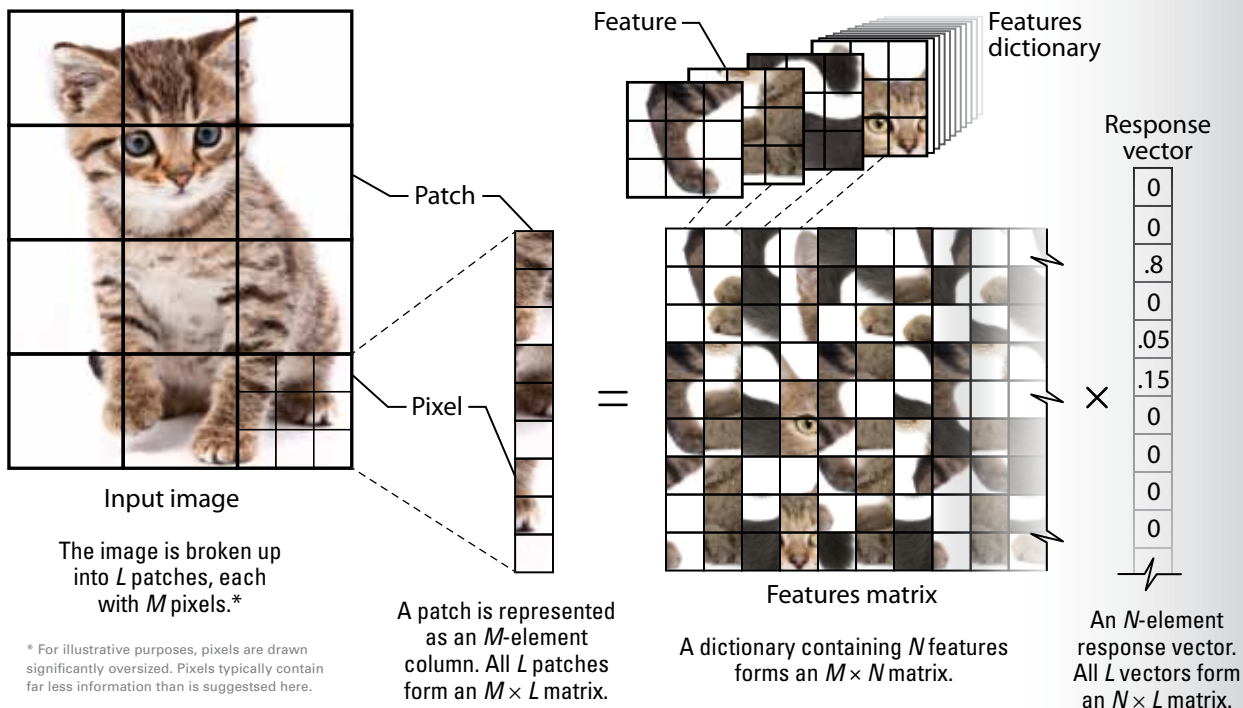 Feature
Features
dictionary
Response
vector
Patch
Pixel
0
0
.8
0
.05
.15
0
0
0
0
=
×
Input image
The image is broken up
into L patches, each
with M pixels.*
* For illustrative purposes, pixels are drawn
significantly oversized. Pixels typically contain
far less information than is suggestsed here.
A patch is represented
as an M-element
column. All L patches
form an M × L matrix.
Features matrix
A dictionary containing N features
forms an M × N matrix.
An N-element
response vector.
All L vectors form
an N × L matrix.